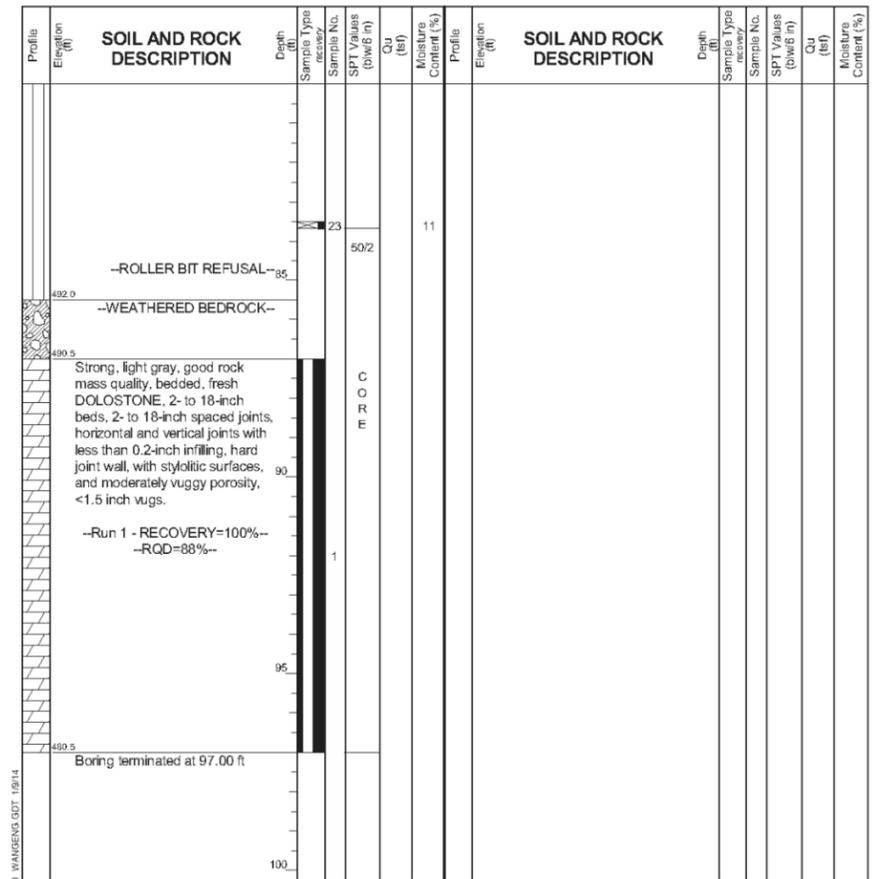 Profile
Elevation
(ft)
SOIL AND ROCK
DESCRIPTION
Depth
(ft)
Sample Type
recovery
Sample No.
SPT Values
(blw/6 in)
Qu
(tsf)
Moisture
Content (%)
Profile
Elevation
(ft)
SOIL AND ROCK
DESCRIPTION
Depth
(ft)
Sample Type
recovery
Sample No.
SPT Values
(blw/6 in)
Qu
(tsf)
Moisture
Content (%)
23
11
50/2
--ROLLER BIT REFUSAL--
85
492.0
--WEATHERED BEDROCK--
490.5
Strong, light gray, good rock
mass quality, bedded, fresh
DOLOSTONE, 2- to 18-inch
beds, 2- to 18-inch spaced joints,
horizontal and vertical joints with
less than 0.2-inch infilling, hard
joint wall, with stylolitic surfaces,
and moderately vuggy porosity,
<1.5 inch vugs.
C
O
R
E
90
--Run 1 - RECOVERY=100%--
--RQD=88%--
1
95
480.5
Boring terminated at 97.00 ft
100
WANGENG.GDT 1/9/14